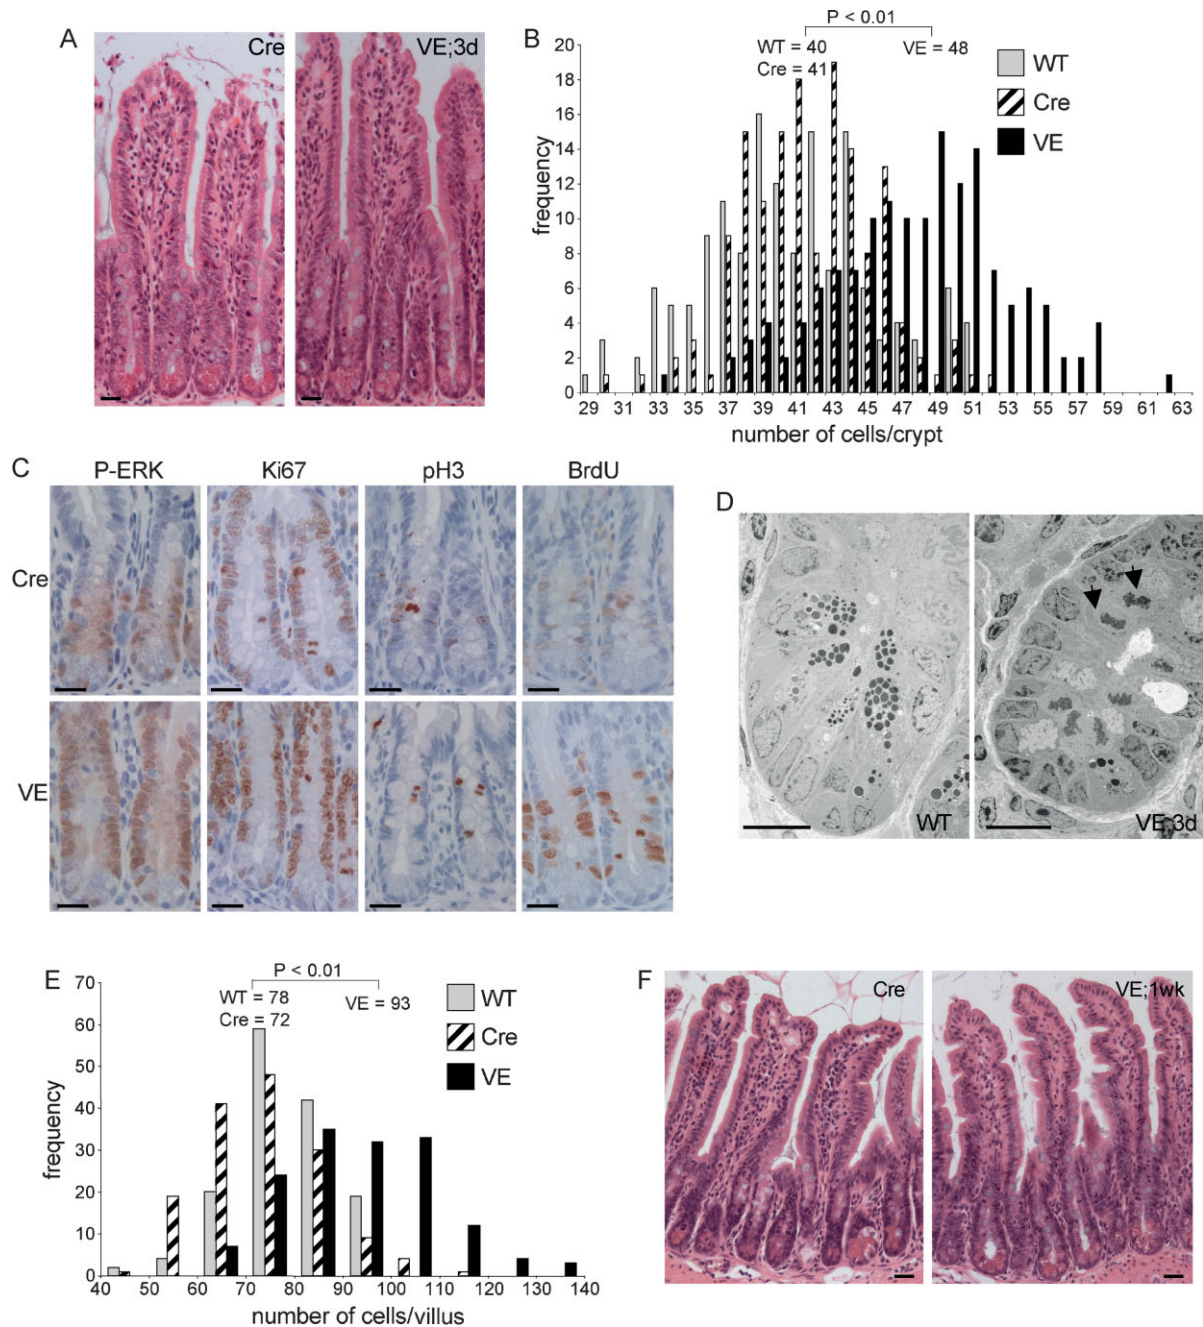 A
Cre
VE;3d
B
P < 0.01
WT = 40
Cre = 41
VE = 48
WT
Cre
VE
20
18
16
14
12
10
8
6
4
2
0
frequency
29 31 33 35 37 39 41 43 45 47 49 51 53 55 57 59 61 63
number of cells/crypt
C
P-ERK Ki67 pH3 BrdU
Cre
VE
D
WT
VE;3d
E
P < 0.01
WT = 78
Cre = 72
VE = 93
WT
Cre
VE
70
60
50
40
30
20
10
0
frequency
40 50 60 70 80 90 100 110 120 130 140
number of cells/villus
F
Cre
VE;1wk